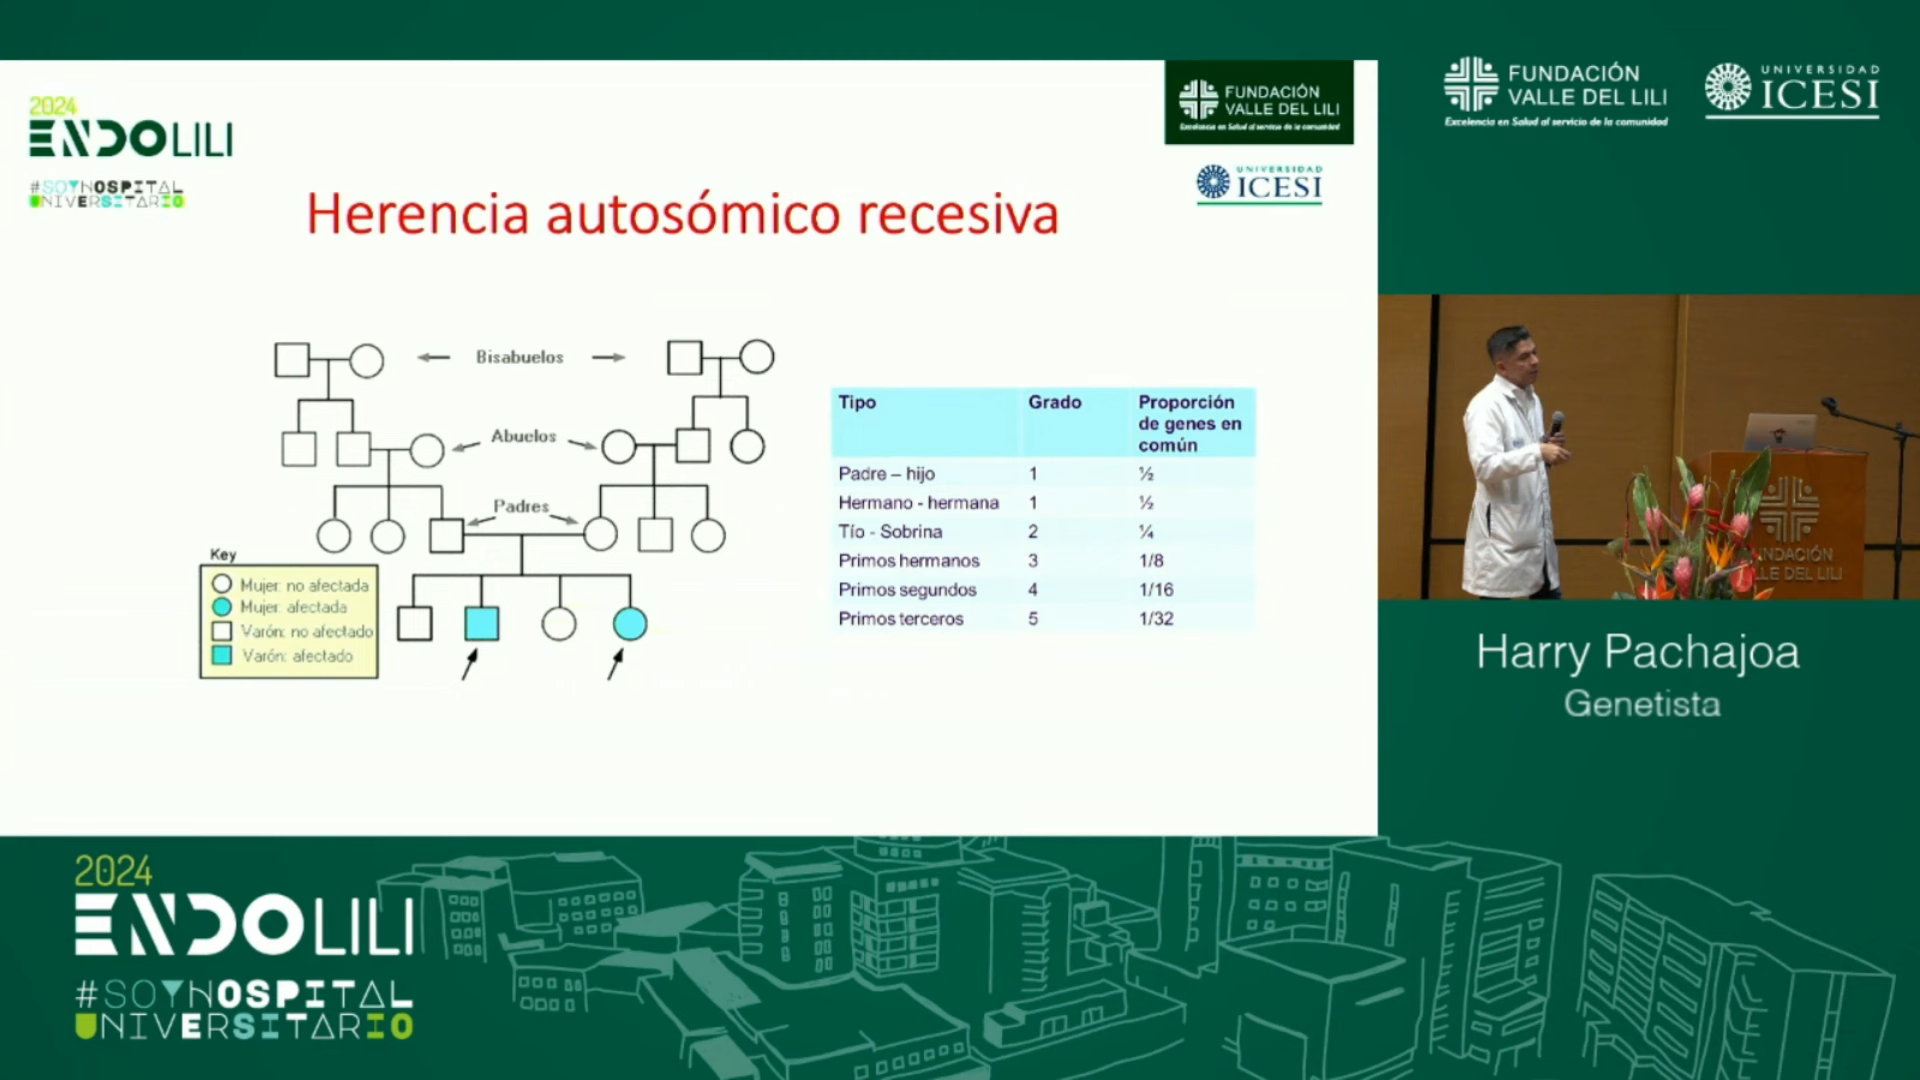 2024
ENDOLILI
#SOYHOSPITAL
UNIVERSITARIO
FUNDACIÓN
VALLE DEL LILI
Excelencia en Salud al servicio de la comunidad
UNIVERSIDAD
ICESI
Herencia autosómico recesiva
Bisabuelos
Abuelos
Padres
Key
Mujer: no afectada
Mujer: afectada
Varón: no afectado
Varón: afectado
Tipo Grado Proporción de genes en común
Padre – hijo 1 ½
Hermano - hermana 1 ½
Tío - Sobrina 2 ¼
Primos hermanos 3 1/8
Primos segundos 4 1/16
Primos terceros 5 1/32
FUNDACIÓN
VALLE DEL LILI
Excelencia en Salud al servicio de la comunidad
UNIVERSIDAD
ICESI
UNDACIÓN
LLE DEL LILI
Harry Pachajoa
Genetista
2024
ENDOLILI
#SOYHOSPITAL
UNIVERSITARIO